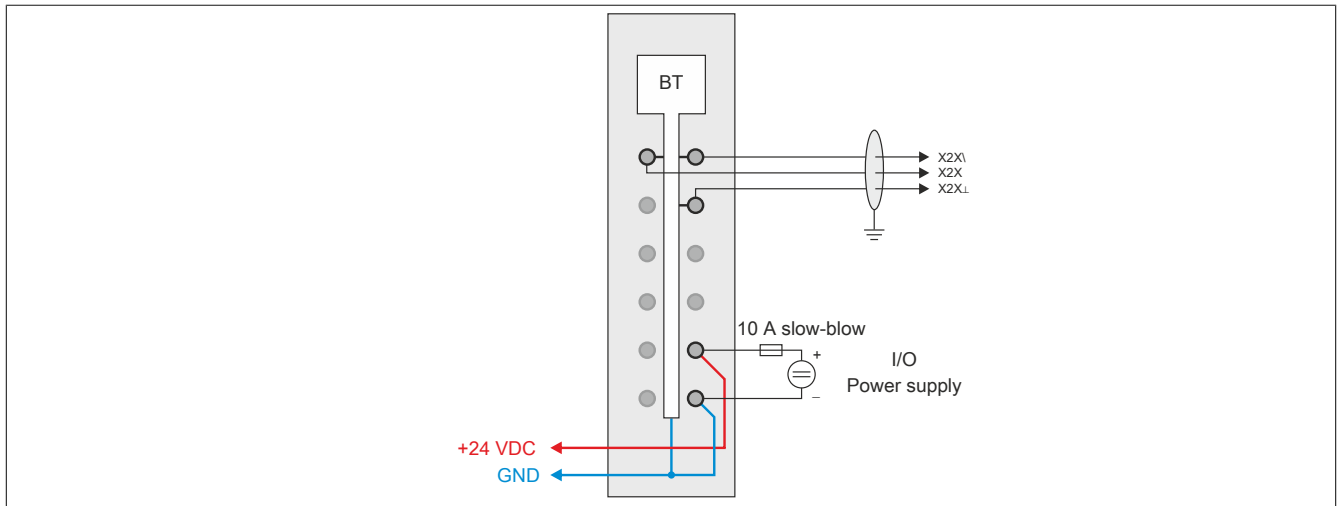 BT
X2X\
X2X
X2X⊥
10 A slow-blow
+
I/O
Power supply
–
+24 VDC
GND